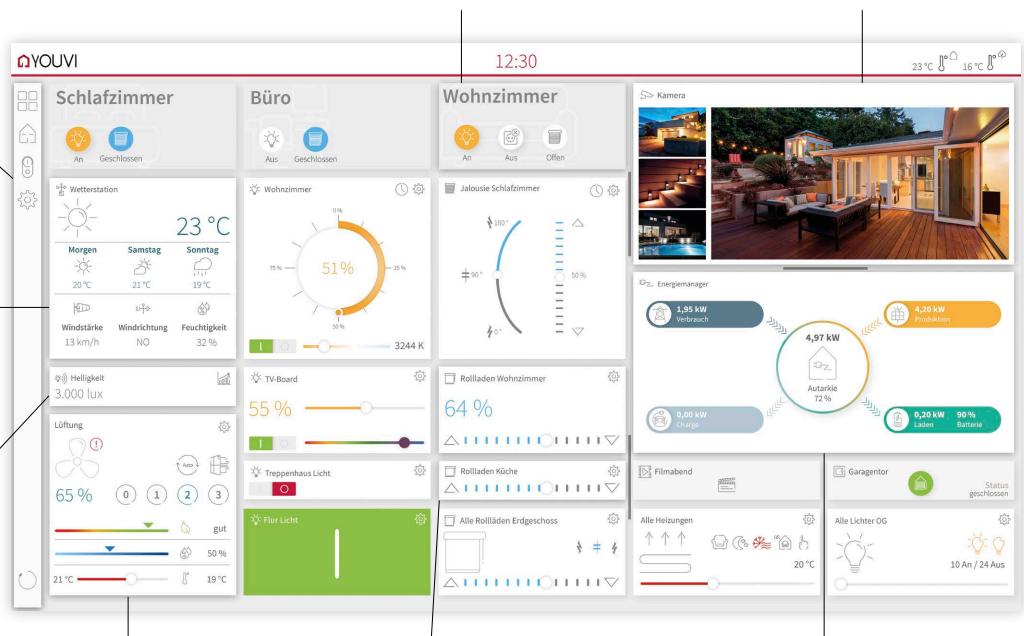 YOUVI
12:30
23 °C
16 °C
Schlafzimmer
An
Geschlossen
Büro
Aus
Geschlossen
Wohnzimmer
An
Aus
Offen
Wetterstation
23 °C
Morgen
Samstag
Sonntag
20 °C
21 °C
19 °C
Windstärke
Windrichtung
Feuchtigkeit
13 km/h
NO
32 %
Helligkeit
3.000 lux
Lüftung
Auto
65 %
0
1
2
3
gut
50 %
21 °C
19 °C
Wohnzimmer
0%
75 %
51%
25 %
50 %
3244 K
TV-Board
55 %
Treppenhaus Licht
Flur Licht
Jalousie Schlafzimmer
180 °
90 °
0 °
50 %
Rollladen Wohnzimmer
64 %
Rollladen Küche
Alle Rollläden Erdgeschoss
Kamera
Energiemanager
1,95 kW
Verbrauch
4,20 kW
Produktion
4,97 kW
Autarkie
72 %
0,00 kW
Charge
0,20 kW 90 %
Laden Batterie
Filmabend
Garagentor
Status
geschlossen
Alle Heizungen
20 °C
Alle Lichter OG
10 An / 24 Aus